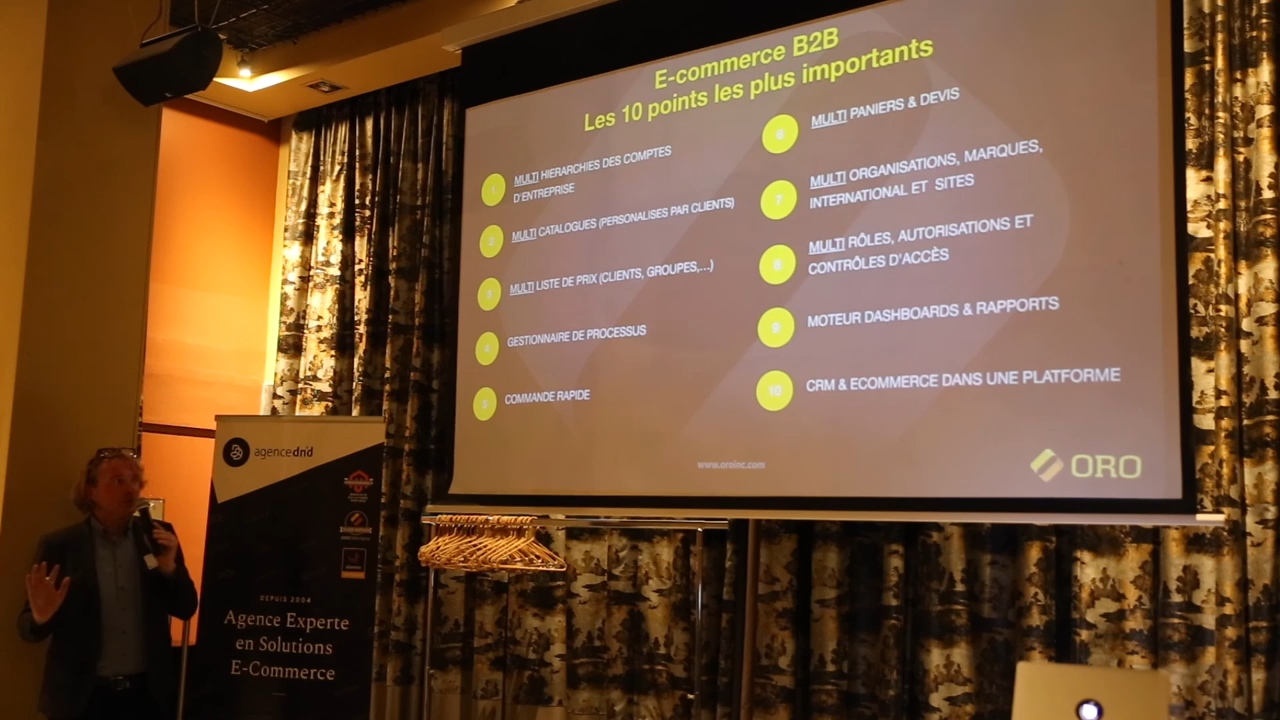 E-commerce B2B
Les 10 points les plus importants
1
MULTI HIERARCHIES DES COMPTES
D'ENTREPRISE
2
MULTI CATALOGUES (PERSONALISES PAR CLIENTS)
3
MULTI LISTE DE PRIX (CLIENTS, GROUPES,...)
4
GESTIONNAIRE DE PROCESSUS
5
COMMANDE RAPIDE
6
MULTI PANIERS & DEVIS
7
MULTI ORGANISATIONS, MARQUES,
INTERNATIONAL ET SITES
8
MULTI RÔLES, AUTORISATIONS ET
CONTRÔLES D'ACCÈS
9
MOTEUR DASHBOARDS & RAPPORTS
10
CRM & ECOMMERCE DANS UNE PLATFORME
www.oroinc.com
ORO
agencednd
DEPUIS 2004
Agence Experte
en Solutions
E-Commerce